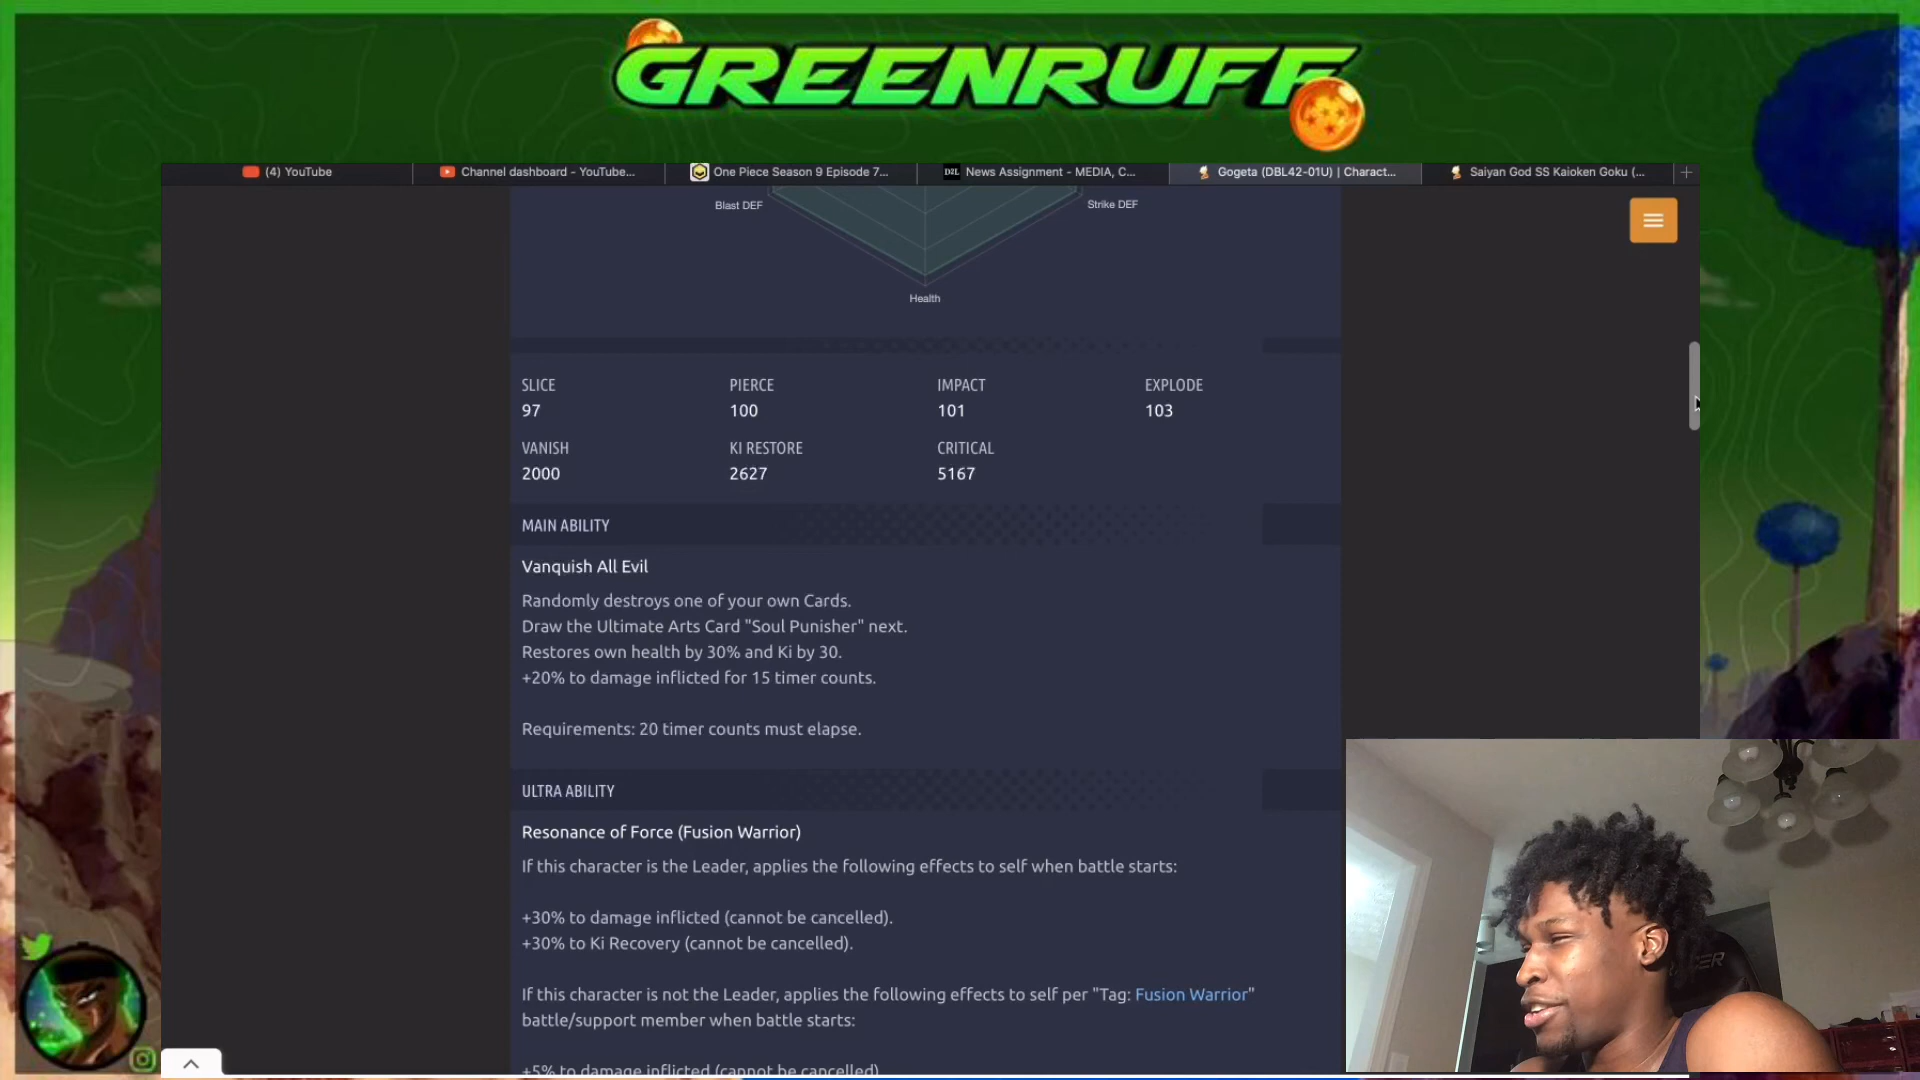 GREENRUFF
(4) YouTube
Channel dashboard - YouTube...
One Piece Season 9 Episode 7...
D2L News Assignment - MEDIA, C...
Gogeta (DBL42-01U) | Charact...
Saiyan God SS Kaioken Goku (...
Blast DEF
Strike DEF
Health
SLICE
PIERCE
IMPACT
EXPLODE
97
100
101
103
VANISH
KI RESTORE
CRITICAL
2000
2627
5167
MAIN ABILITY
Vanquish All Evil
Randomly destroys one of your own Cards.
Draw the Ultimate Arts Card "Soul Punisher" next.
Restores own health by 30% and Ki by 30.
+20% to damage inflicted for 15 timer counts.
Requirements: 20 timer counts must elapse.
ULTRA ABILITY
Resonance of Force (Fusion Warrior)
If this character is the Leader, applies the following effects to self when battle starts:
+30% to damage inflicted (cannot be cancelled).
+30% to Ki Recovery (cannot be cancelled).
If this character is not the Leader, applies the following effects to self per "Tag: Fusion Warrior"
battle/support member when battle starts:
+5% to damage inflicted (cannot be cancelled)